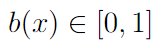 b(x) ∈ [0, 1]